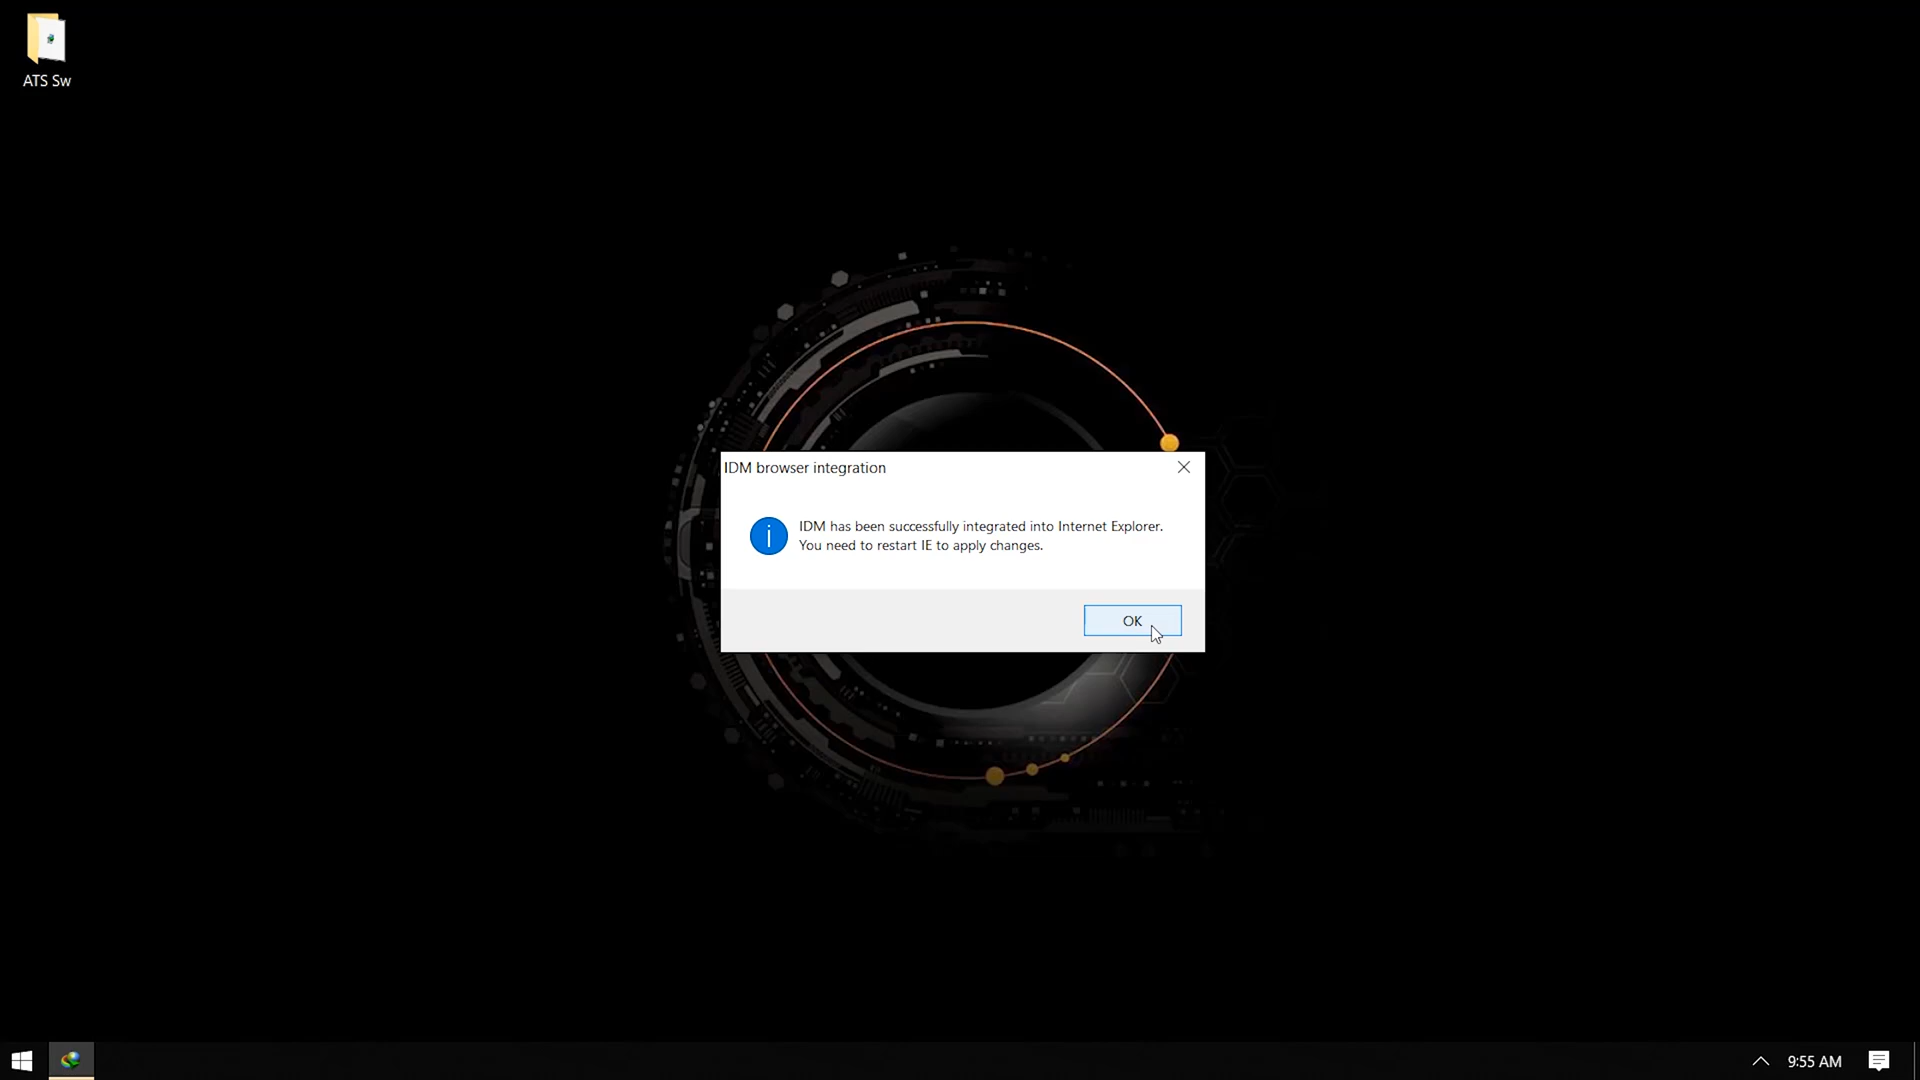 ATS Sw
IDM browser integration
IDM has been successfully integrated into Internet Explorer.
You need to restart IE to apply changes.
OK
9:55 AM